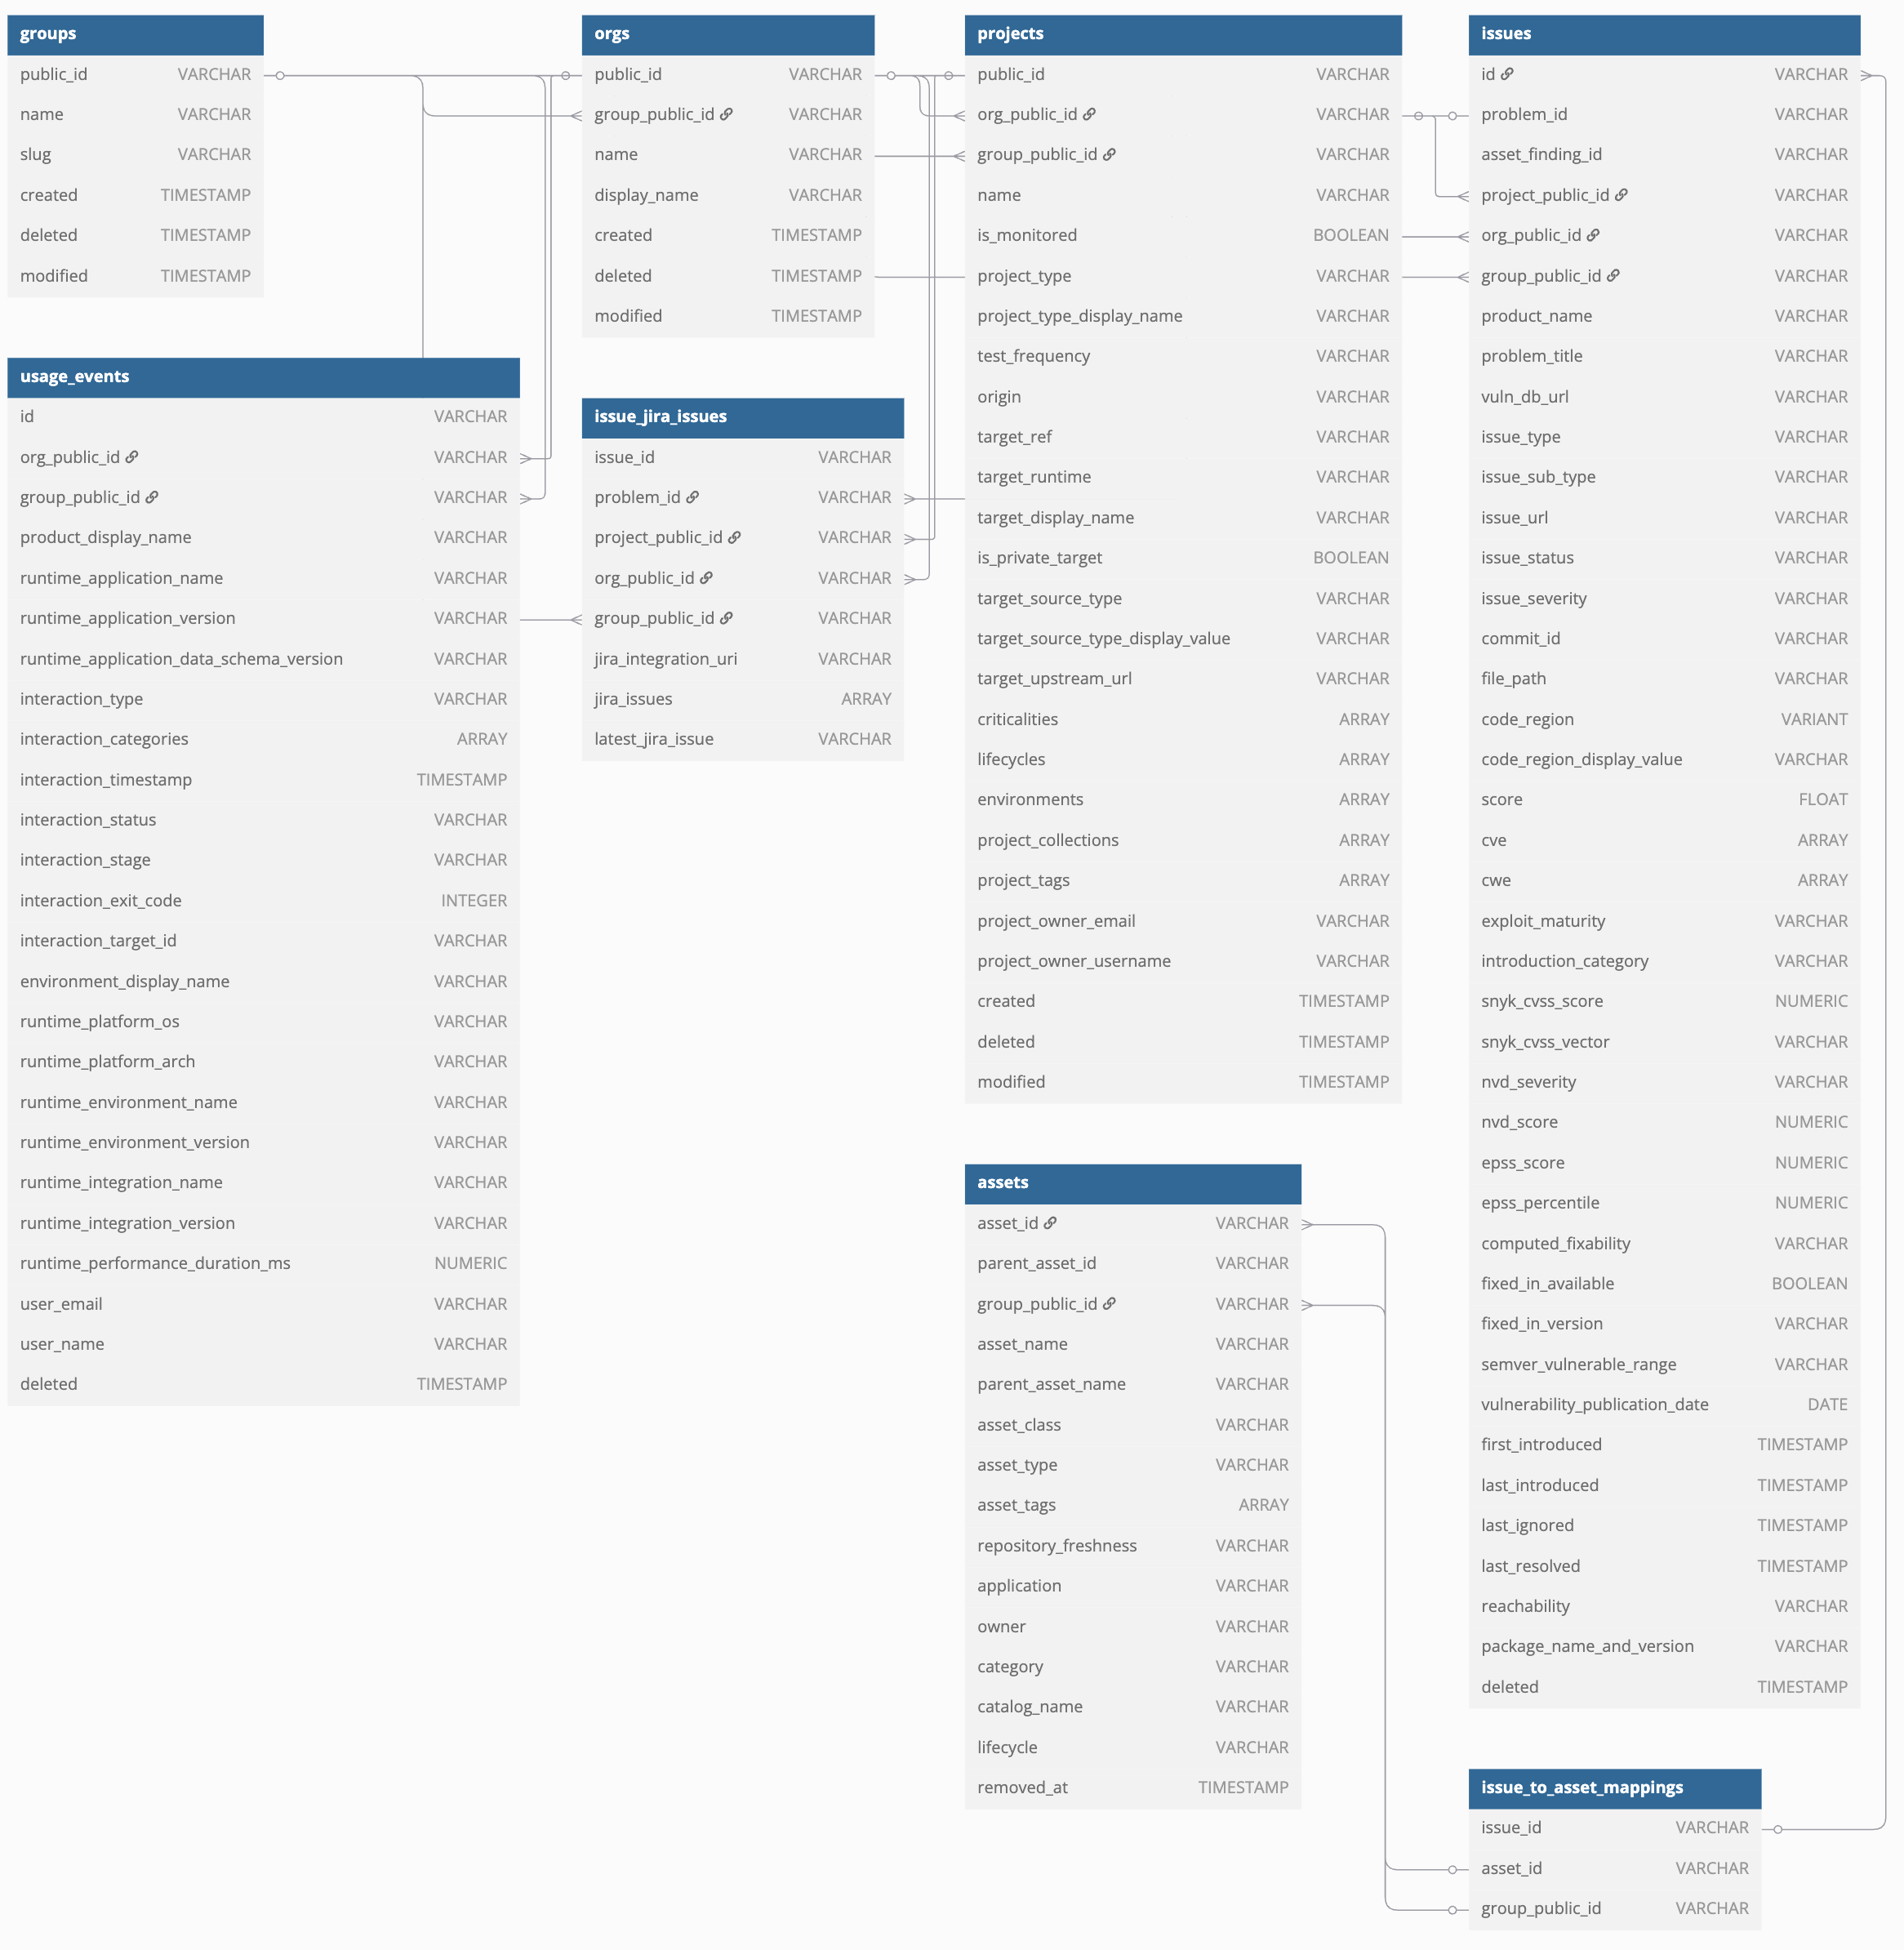 groups
public_id VARCHAR
name VARCHAR
slug VARCHAR
created TIMESTAMP
deleted TIMESTAMP
modified TIMESTAMP
usage_events
id VARCHAR
org_public_id VARCHAR
group_public_id VARCHAR
product_display_name VARCHAR
runtime_application_name VARCHAR
runtime_application_version VARCHAR
runtime_application_data_schema_version VARCHAR
interaction_type VARCHAR
interaction_categories ARRAY
interaction_timestamp TIMESTAMP
interaction_status VARCHAR
interaction_stage VARCHAR
interaction_exit_code INTEGER
interaction_target_id VARCHAR
environment_display_name VARCHAR
runtime_platform_os VARCHAR
runtime_platform_arch VARCHAR
runtime_environment_name VARCHAR
runtime_environment_version VARCHAR
runtime_integration_name VARCHAR
runtime_integration_version VARCHAR
runtime_performance_duration_ms NUMERIC
user_email VARCHAR
user_name VARCHAR
deleted TIMESTAMP
orgs
public_id VARCHAR
group_public_id VARCHAR
name VARCHAR
display_name VARCHAR
created TIMESTAMP
deleted TIMESTAMP
modified TIMESTAMP
issue_jira_issues
issue_id VARCHAR
problem_id VARCHAR
project_public_id VARCHAR
org_public_id VARCHAR
group_public_id VARCHAR
jira_integration_uri VARCHAR
jira_issues ARRAY
latest_jira_issue VARCHAR
projects
public_id VARCHAR
org_public_id VARCHAR
group_public_id VARCHAR
name VARCHAR
is_monitored BOOLEAN
project_type VARCHAR
project_type_display_name VARCHAR
test_frequency VARCHAR
origin VARCHAR
target_ref VARCHAR
target_runtime VARCHAR
target_display_name VARCHAR
is_private_target BOOLEAN
target_source_type VARCHAR
target_source_type_display_value VARCHAR
target_upstream_url VARCHAR
criticalities ARRAY
lifecycles ARRAY
environments ARRAY
project_collections ARRAY
project_tags ARRAY
project_owner_email VARCHAR
project_owner_username VARCHAR
created TIMESTAMP
deleted TIMESTAMP
modified TIMESTAMP
assets
asset_id VARCHAR
parent_asset_id VARCHAR
group_public_id VARCHAR
asset_name VARCHAR
parent_asset_name VARCHAR
asset_class VARCHAR
asset_type VARCHAR
asset_tags ARRAY
repository_freshness VARCHAR
application VARCHAR
owner VARCHAR
category VARCHAR
catalog_name VARCHAR
lifecycle VARCHAR
removed_at TIMESTAMP
issues
id VARCHAR
problem_id VARCHAR
asset_finding_id VARCHAR
project_public_id VARCHAR
org_public_id VARCHAR
group_public_id VARCHAR
product_name VARCHAR
problem_title VARCHAR
vuln_db_url VARCHAR
issue_type VARCHAR
issue_sub_type VARCHAR
issue_url VARCHAR
issue_status VARCHAR
issue_severity VARCHAR
commit_id VARCHAR
file_path VARCHAR
code_region VARIANT
code_region_display_value VARCHAR
score FLOAT
cve ARRAY
cwe ARRAY
exploit_maturity VARCHAR
introduction_category VARCHAR
snyk_cvss_score NUMERIC
snyk_cvss_vector VARCHAR
nvd_severity VARCHAR
nvd_score NUMERIC
epss_score NUMERIC
epss_percentile NUMERIC
computed_fixability VARCHAR
fixed_in_available BOOLEAN
fixed_in_version VARCHAR
semver_vulnerable_range VARCHAR
vulnerability_publication_date DATE
first_introduced TIMESTAMP
last_introduced TIMESTAMP
last_ignored TIMESTAMP
last_resolved TIMESTAMP
reachability VARCHAR
package_name_and_version VARCHAR
deleted TIMESTAMP
issue_to_asset_mappings
issue_id VARCHAR
asset_id VARCHAR
group_public_id VARCHAR